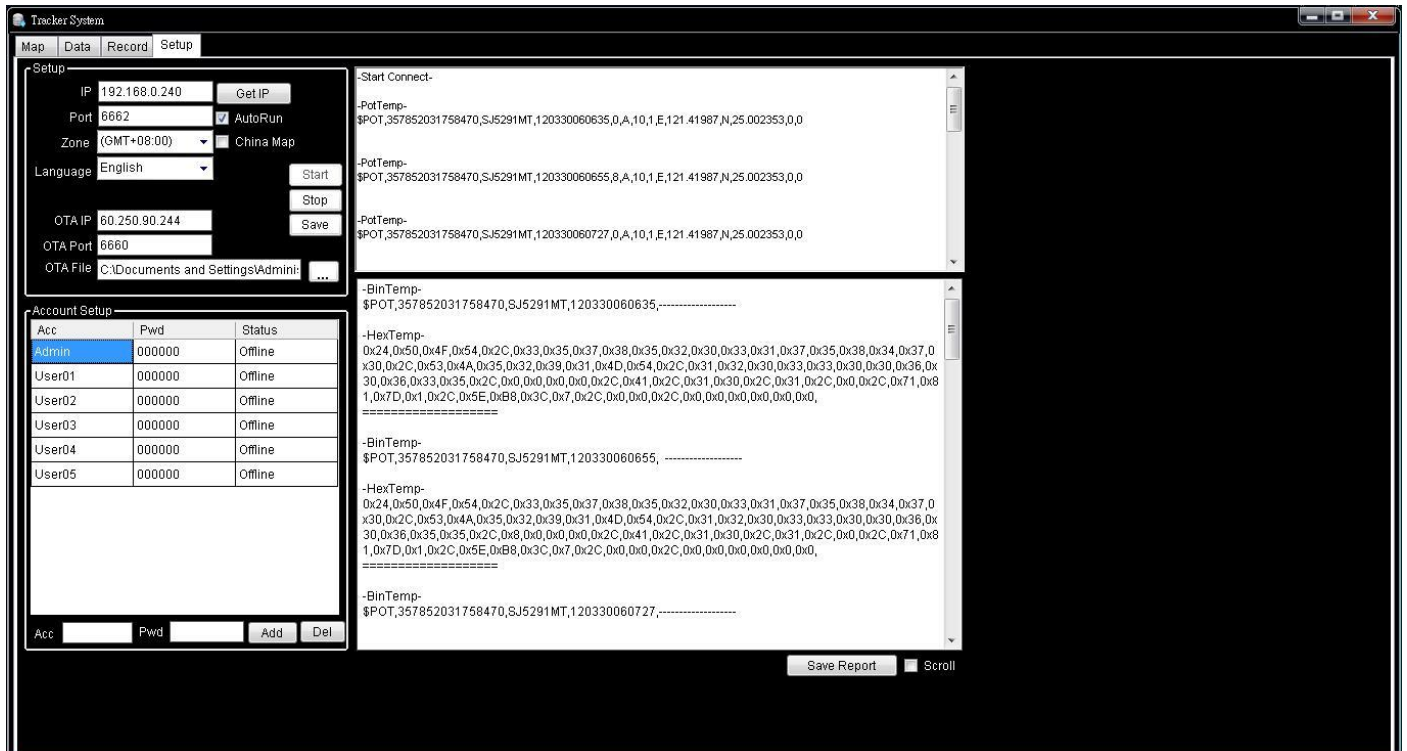 Tracker System
Map Data Record Setup
Setup
IP 192.168.0.240 Get IP
Port 6662 AutoRun
Zone (GMT+08:00) China Map
Language English
Start
Stop
OTA IP 60.250.90.244 Save
OTA Port 6660
OTA File C:\Documents and Settings\Adminis ...
Account Setup
Acc Pwd Status
Admin 000000 Offline
User01 000000 Offline
User02 000000 Offline
User03 000000 Offline
User04 000000 Offline
User05 000000 Offline
Acc Pwd Add Del
-Start Connect-
-PotTemp-
$POT,357852031758470,SJ5291MT,120330060635,0,A,10,1,E,121.41987,N,25.002353,0,0
-PotTemp-
$POT,357852031758470,SJ5291MT,120330060655,8,A,10,1,E,121.41987,N,25.002353,0,0
-PotTemp-
$POT,357852031758470,SJ5291MT,120330060727,0,A,10,1,E,121.41987,N,25.002353,0,0
-BinTemp-
$POT,357852031758470,SJ5291MT,120330060635,-------------------
-HexTemp-
0x24,0x50,0x4F,0x54,0x2C,0x33,0x35,0x37,0x38,0x35,0x32,0x30,0x33,0x31,0x37,0x35,0x38,0x34,0x37,0
x30,0x2C,0x53,0x4A,0x35,0x32,0x39,0x31,0x4D,0x54,0x2C,0x31,0x32,0x30,0x33,0x33,0x30,0x30,0x36,0x
30,0x36,0x33,0x35,0x2C,0x0,0x0,0x0,0x0,0x2C,0x41,0x2C,0x31,0x30,0x2C,0x31,0x2C,0x0,0x2C,0x71,0x8
1,0x7D,0x1,0x2C,0x5E,0xB8,0x3C,0x7,0x2C,0x0,0x0,0x2C,0x0,0x0,0x0,0x0,0x0,0x0,
===================
-BinTemp-
$POT,357852031758470,SJ5291MT,120330060655, -------------------
-HexTemp-
0x24,0x50,0x4F,0x54,0x2C,0x33,0x35,0x37,0x38,0x35,0x32,0x30,0x33,0x31,0x37,0x35,0x38,0x34,0x37,0
x30,0x2C,0x53,0x4A,0x35,0x32,0x39,0x31,0x4D,0x54,0x2C,0x31,0x32,0x30,0x33,0x33,0x30,0x30,0x36,0x
30,0x36,0x35,0x35,0x2C,0x8,0x0,0x0,0x0,0x2C,0x41,0x2C,0x31,0x30,0x2C,0x31,0x2C,0x0,0x2C,0x71,0x8
1,0x7D,0x1,0x2C,0x5E,0xB8,0x3C,0x7,0x2C,0x0,0x0,0x2C,0x0,0x0,0x0,0x0,0x0,0x0,
===================
-BinTemp-
$POT,357852031758470,SJ5291MT,120330060727,-------------------
Save Report Scroll